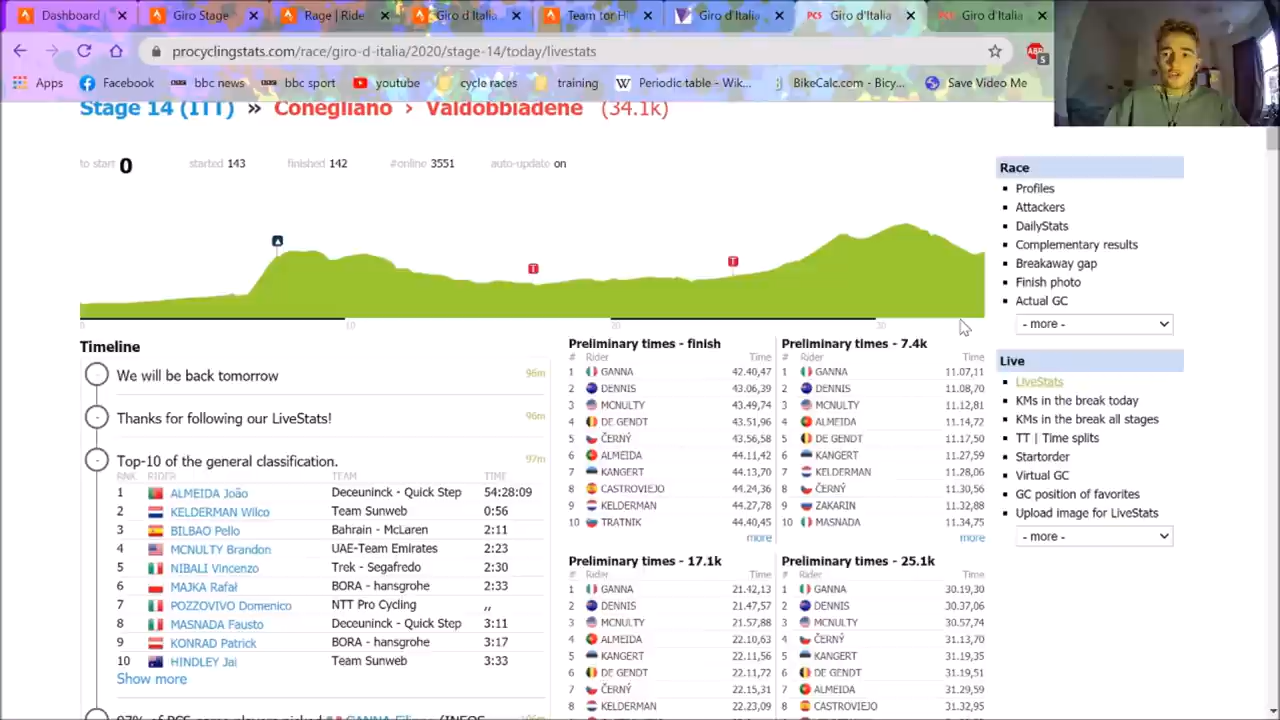 Dashboard
Giro Stage
Rage | Ride
Giro d'Italia
Team for H
Giro d'Italia
PCS Giro d'Italia
PCS Giro d'Italia
procyclingstats.com/race/giro-d-italia/2020/stage-14/today/livestats
Apps Facebook bbc news bbc sport youtube cycle races training Periodic table - Wik... BikeCalc.com - Bicy... Save Video Me
Stage 14 (ITT) » Conegliano › Valdobbiadene (34.1k)
to start 0 started 143 finished 142 #online 3551 auto-update on
T T
0 10 20 30
Race
Profiles
Attackers
DailyStats
Complementary results
Breakaway gap
Finish photo
Actual GC
- more -
Live
LiveStats
KMs in the break today
KMs in the break all stages
TT | Time splits
Startorder
Virtual GC
GC position of favorites
Upload image for LiveStats
- more -
Timeline
We will be back tomorrow 96m
Thanks for following our LiveStats! 96m
Top-10 of the general classification. 97m
RNK. RIDER TEAM TIME
1 ALMEIDA João Deceuninck - Quick Step 54:28:09
2 KELDERMAN Wilco Team Sunweb 0:56
3 BILBAO Pello Bahrain - McLaren 2:11
4 MCNULTY Brandon UAE-Team Emirates 2:23
5 NIBALI Vincenzo Trek - Segafredo 2:30
6 MAJKA Rafał BORA - hansgrohe 2:33
7 POZZOVIVO Domenico NTT Pro Cycling ,,
8 MASNADA Fausto Deceuninck - Quick Step 3:11
9 KONRAD Patrick BORA - hansgrohe 3:17
10 HINDLEY Jai Team Sunweb 3:33
Show more
97% of PCS game players picked GANNA Filippo (INEOS
Preliminary times - finish
# Rider Time
1 GANNA 42.40,47
2 DENNIS 43.06,39
3 MCNULTY 43.49,74
4 DE GENDT 43.51,96
5 ČERNÝ 43.56,58
6 ALMEIDA 44.11,42
7 KANGERT 44.13,70
8 CASTROVIEJO 44.24,36
9 KELDERMAN 44.27,78
10 TRATNIK 44.40,45
more
Preliminary times - 7.4k
# Rider Time
1 GANNA 11.07,11
2 DENNIS 11.08,70
3 MCNULTY 11.12,81
4 ALMEIDA 11.14,72
5 DE GENDT 11.17,50
6 KANGERT 11.27,59
7 KELDERMAN 11.28,06
8 ČERNÝ 11.30,56
9 ZAKARIN 11.32,88
10 MASNADA 11.34,75
more
Preliminary times - 17.1k
# Rider Time
1 GANNA 21.42,13
2 DENNIS 21.47,57
3 MCNULTY 21.57,88
4 ALMEIDA 22.10,63
5 KANGERT 22.11,56
6 DE GENDT 22.11,72
7 ČERNÝ 22.15,31
8 KELDERMAN 22.23,09
Preliminary times - 25.1k
# Rider Time
1 GANNA 30.19,30
2 DENNIS 30.37,06
3 MCNULTY 30.57,74
4 ČERNÝ 31.13,70
5 KANGERT 31.19,35
6 DE GENDT 31.19,51
7 ALMEIDA 31.29,59
8 CASTROVIEJO 31.32,95